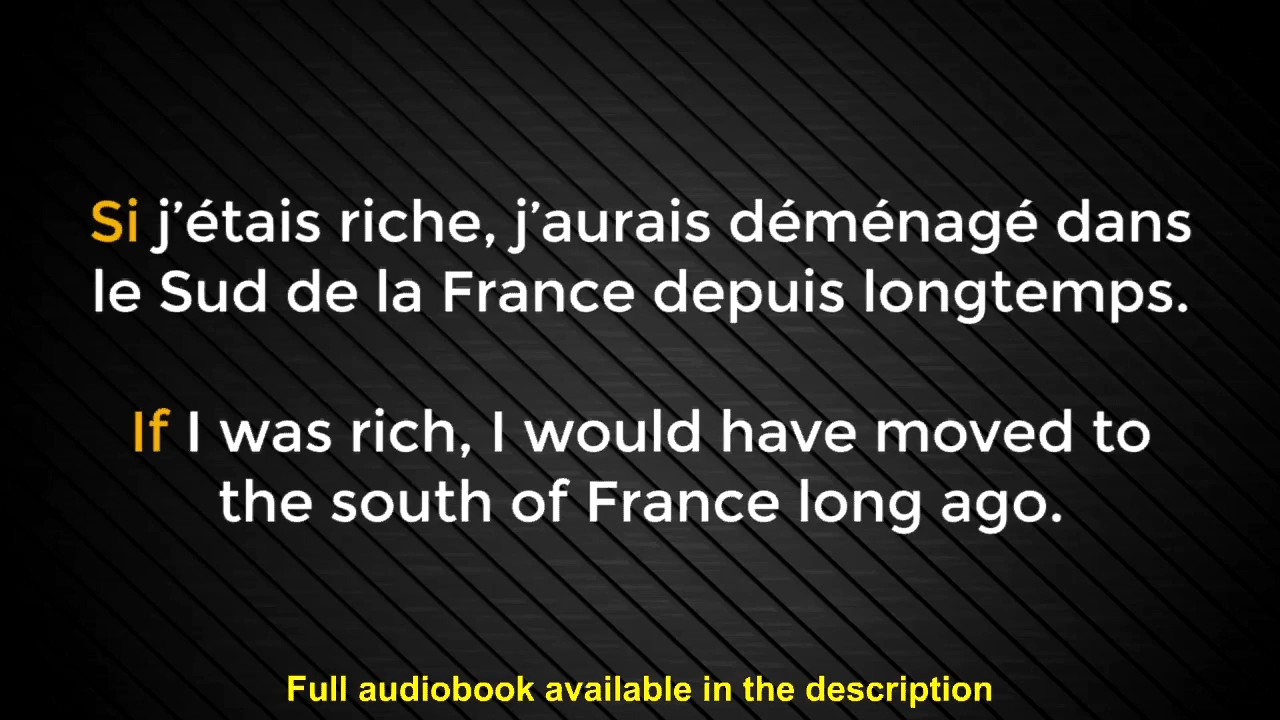 Si j’étais riche, j’aurais déménagé dans
le Sud de la France depuis longtemps.
If I was rich, I would have moved to
the south of France long ago.
Full audiobook available in the description